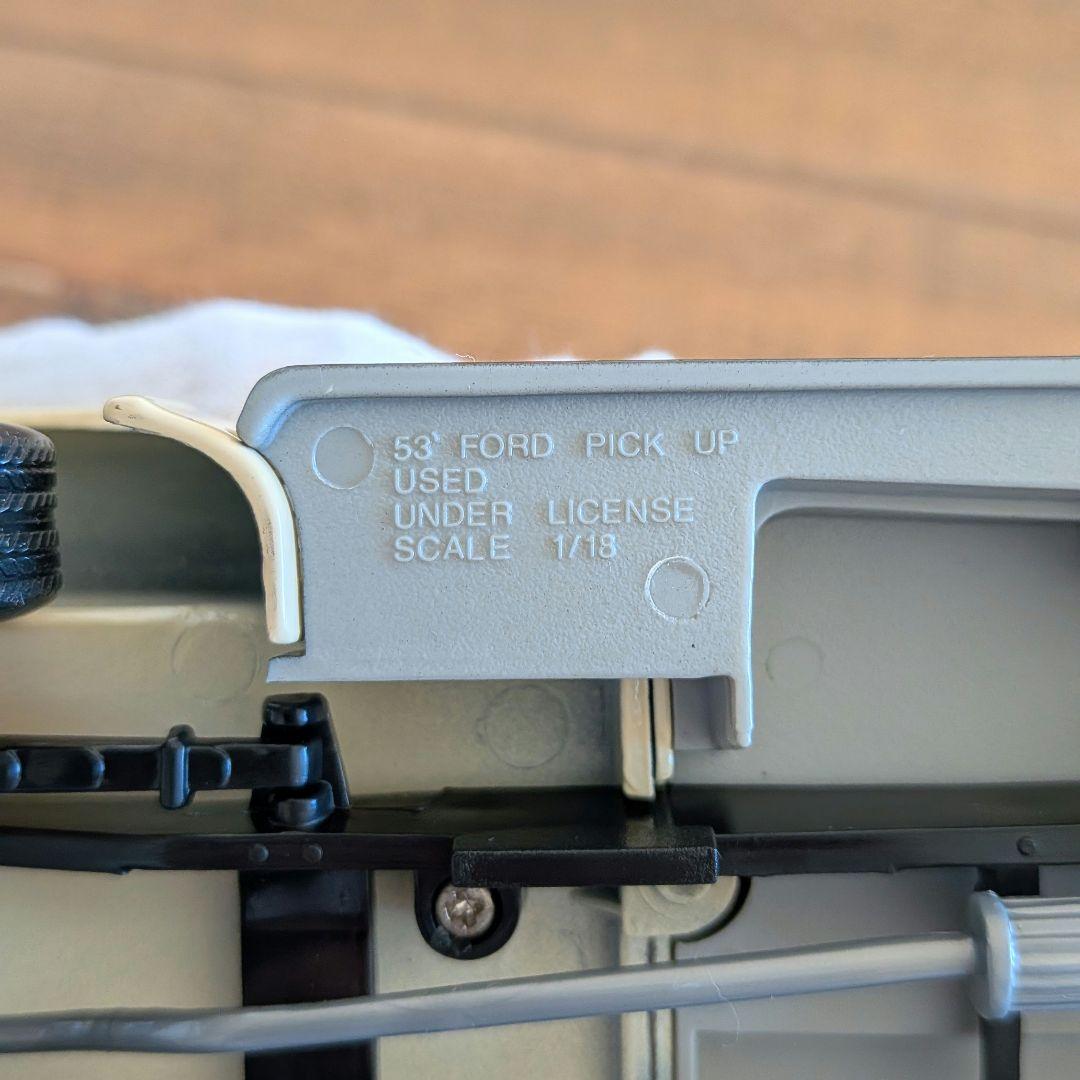 53` FORD PICK UP
USED
UNDER LICENSE
SCALE 1/18